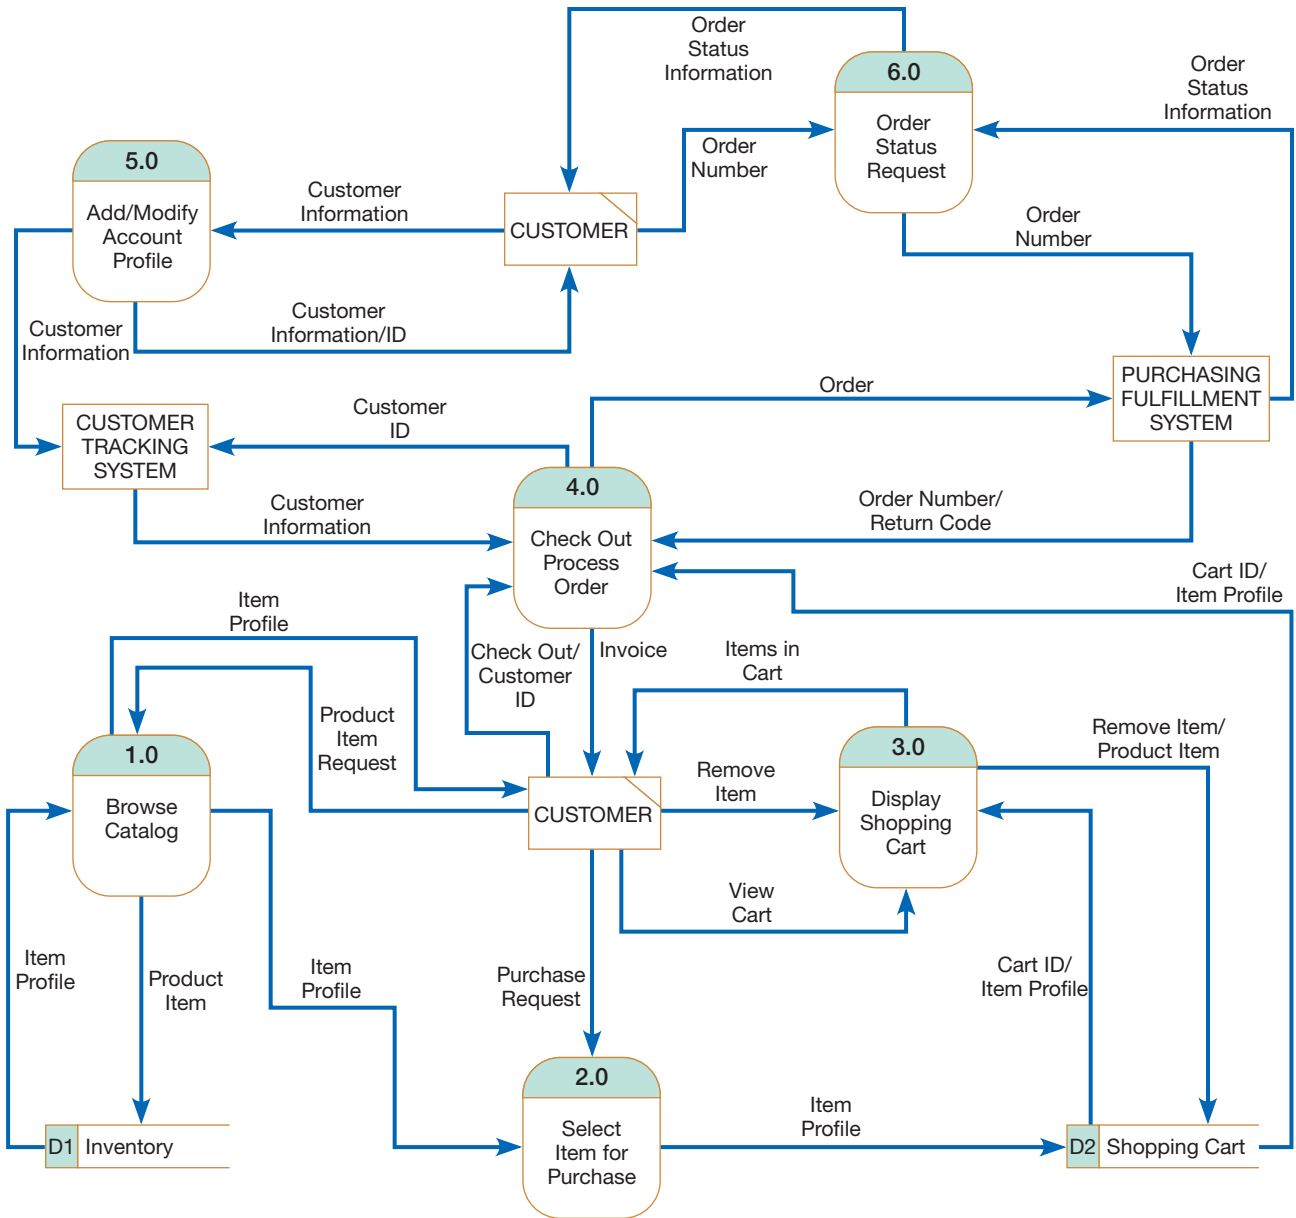 Order
Status
Information
6.0
Order
Status
Request
Order
Status
Information
Order
Number
5.0
Add/Modify
Account
Profile
Customer
Information
CUSTOMER
Order
Number
Customer
Information
Customer
Information/ID
PURCHASING
FULFILLMENT
SYSTEM
Order
CUSTOMER
TRACKING
SYSTEM
Customer
ID
4.0
Check Out
Process
Order
Customer
Information
Order Number/
Return Code
Cart ID/
Item Profile
Item
Profile
Check Out/
Customer
ID
Invoice
Items in
Cart
Product
Item
Request
1.0
Browse
Catalog
CUSTOMER
Remove
Item
3.0
Display
Shopping
Cart
Remove Item/
Product Item
View
Cart
Item
Profile
Product
Item
Item
Profile
Purchase
Request
Cart ID/
Item Profile
2.0
Select
Item for
Purchase
Item
Profile
D1 Inventory
D2 Shopping Cart